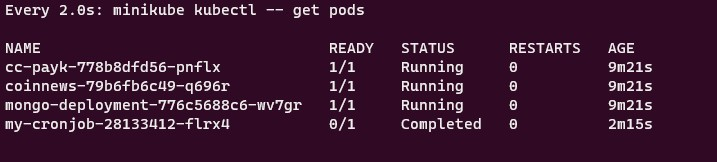 Every 2.0s: minikube kubectl -- get pods
NAME READY STATUS RESTARTS AGE
cc-payk-778b8dfd56-pnflx 1/1 Running 0 9m21s
coinnews-79b6fb6c49-q696r 1/1 Running 0 9m21s
mongo-deployment-776c5688c6-wv7gr 1/1 Running 0 9m21s
my-cronjob-28133412-flrx4 0/1 Completed 0 2m15s